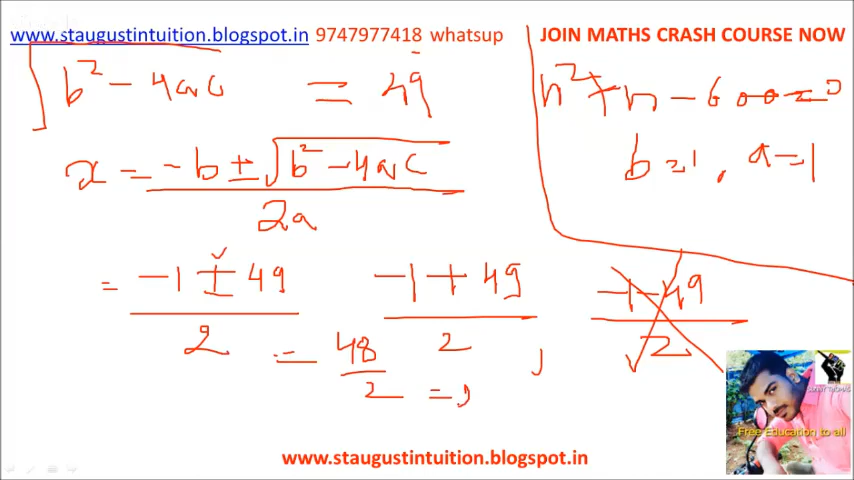 www.staugustintuition.blogspot.in 9747977418 whatsup JOIN MATHS CRASH COURSE NOW
√b² - 4ac = 49
n² + n - 600 = 0
b = 1, a = 1
x = -b ± √b² - 4ac / 2a
= -1 ± 49 / 2
-1 + 49 / 2 , -1 - 49 / 2
= 48 / 2 =
Free Education to all
www.staugustintuition.blogspot.in